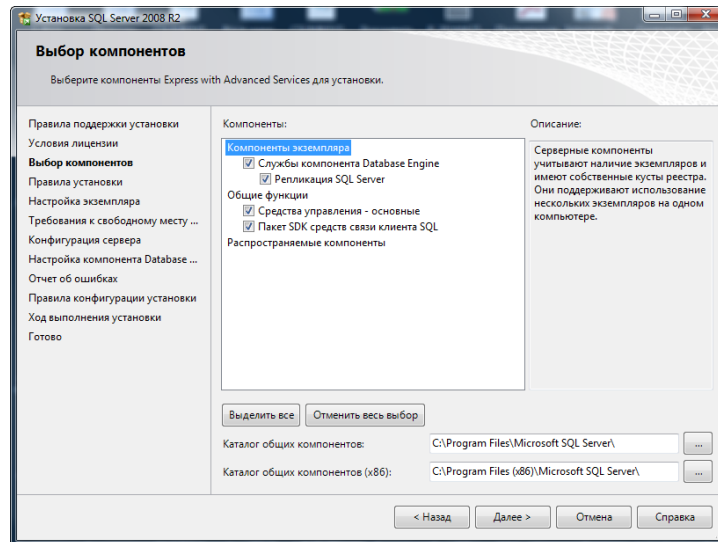 Установка SQL Server 2008 R2
Выбор компонентов
Выберите компоненты Express with Advanced Services для установки.
Правила поддержки установки
Условия лицензии
Выбор компонентов
Правила установки
Настройка экземпляра
Требования к свободному месту ...
Конфигурация сервера
Настройка компонента Database ...
Отчет об ошибках
Правила конфигурации установки
Ход выполнения установки
Готово
Компоненты:
Компоненты экземпляра
Службы компонента Database Engine
Репликация SQL Server
Общие функции
Средства управления - основные
Пакет SDK средств связи клиента SQL
Распространяемые компоненты
Описание:
Серверные компоненты
учитывают наличие экземпляров и
имеют собственные кусты реестра.
Они поддерживают использование
нескольких экземпляров на одном
компьютере.
Выделить все
Отменить весь выбор
Каталог общих компонентов:
C:\Program Files\Microsoft SQL Server\
...
Каталог общих компонентов (x86):
C:\Program Files (x86)\Microsoft SQL Server\
...
< Назад
Далее >
Отмена
Справка